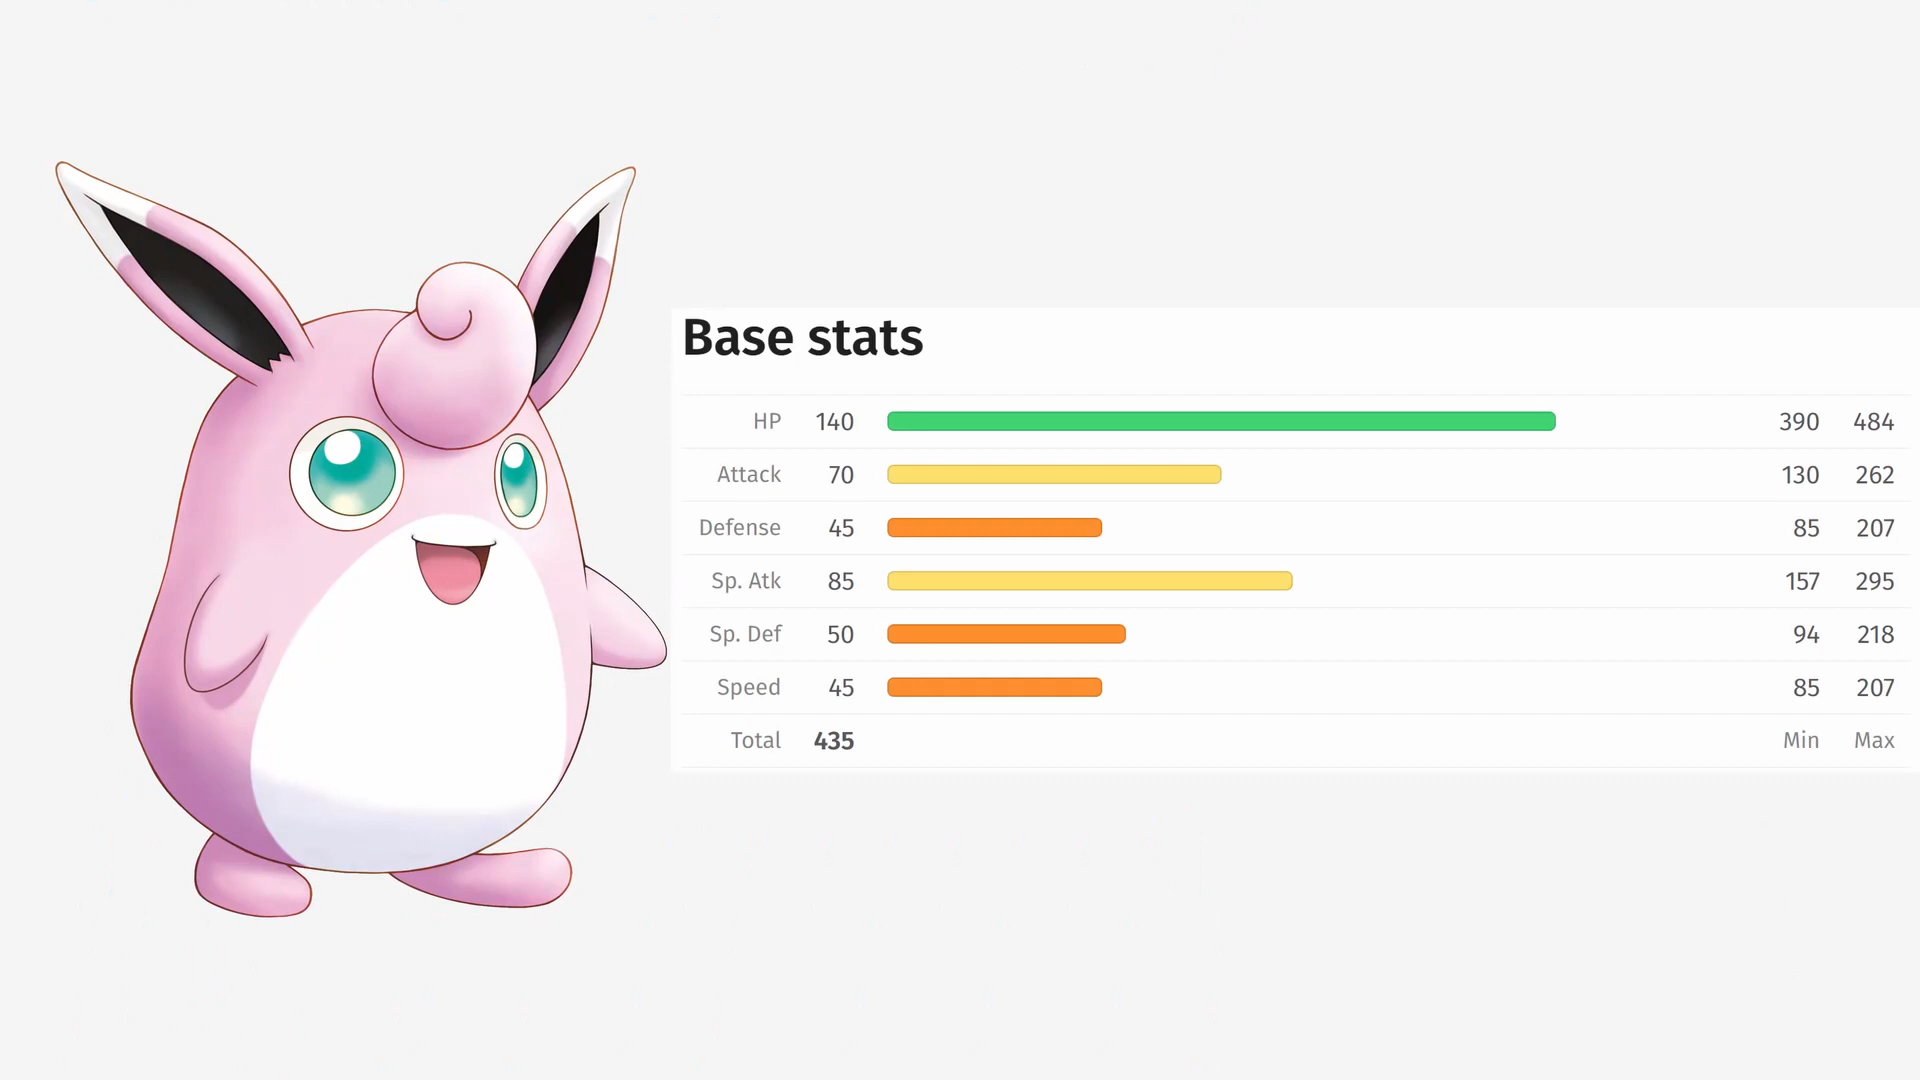 Base stats
HP 140 390 484
Attack 70 130 262
Defense 45 85 207
Sp. Atk 85 157 295
Sp. Def 50 94 218
Speed 45 85 207
Total 435 Min Max